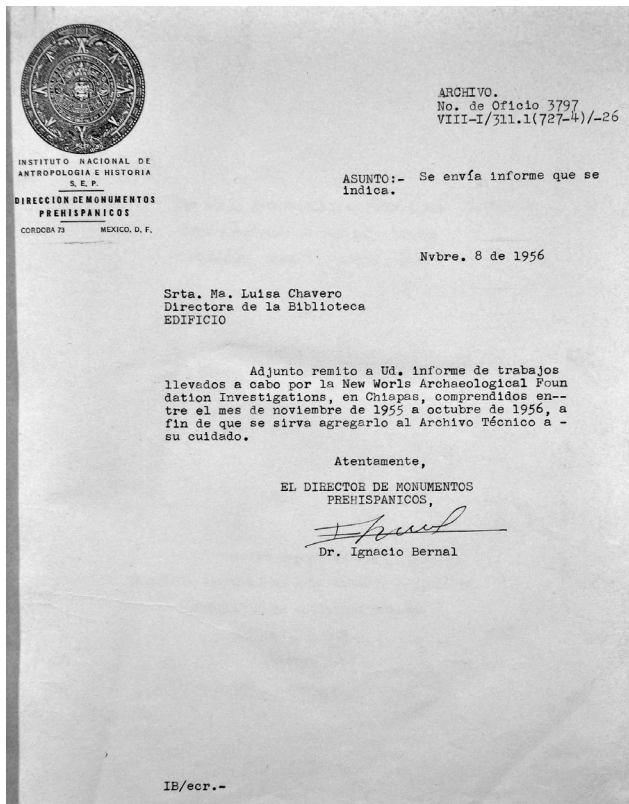 ARCHIVO.
No. de Oficio 3797
VIII-I/311.1(727-4)/-26
INSTITUTO NACIONAL DE
ANTROPOLOGIA E HISTORIA
S. E. P.
DIRECCION DE MONUMENTOS
PREHISPANICOS
CORDOBA 73 MEXICO, D. F.
ASUNTO:- Se envía informe que se
indica.
Nvbre. 8 de 1956
Srta. Ma. Luisa Chavero
Directora de la Biblioteca
EDIFICIO
Adjunto remito a Ud. informe de trabajos
llevados a cabo por la New Worls Archaeological Foun
dation Investigations, en Chiapas, comprendidos en--
tre el mes de noviembre de 1955 a octubre de 1956, a
fin de que se sirva agregarlo al Archivo Técnico a -
su cuidado.
Atentamente,
EL DIRECTOR DE MONUMENTOS
PREHISPANICOS,
Dr. Ignacio Bernal
IB/ecr.-